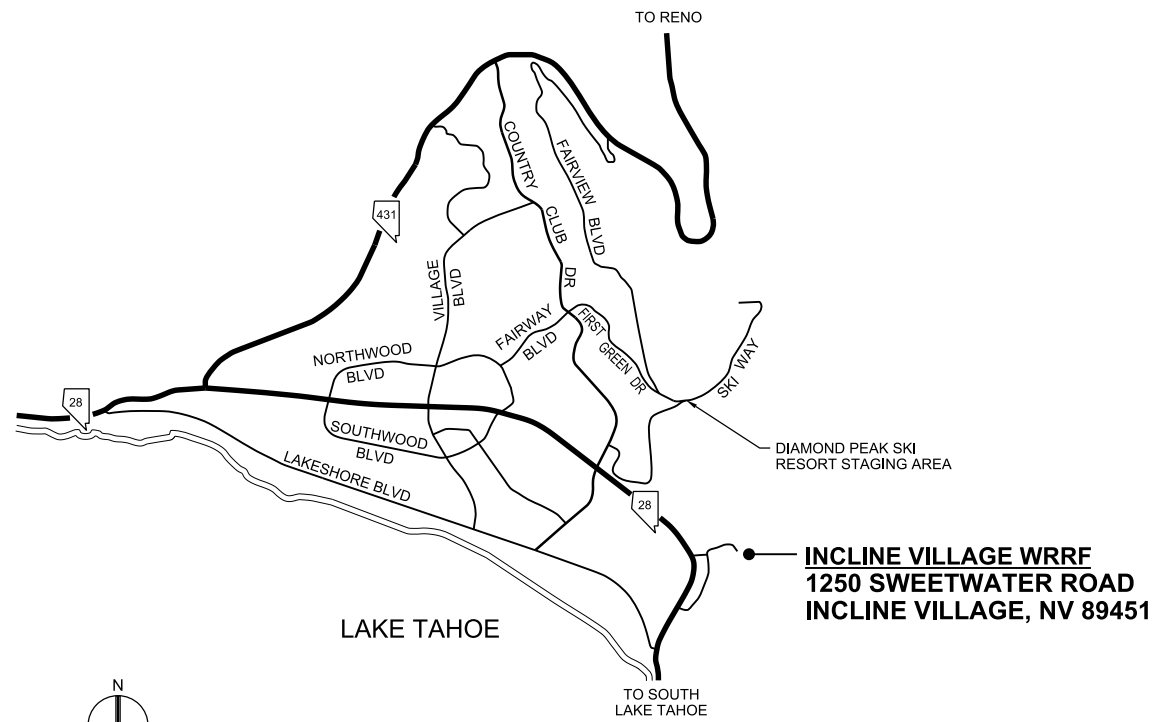 TO RENO
COUNTRY CLUB DR
FAIRVIEW BLVD
431
VILLAGE
BLVD
FAIRWAY
BLVD
FIRST GREEN DR
NORTHWOOD
BLVD
SKI WAY
28
SOUTHWOOD
BLVD
LAKESHORE BLVD
DIAMOND PEAK SKI
RESORT STAGING AREA
28
INCLINE VILLAGE WRRF
1250 SWEETWATER ROAD
INCLINE VILLAGE, NV 89451
LAKE TAHOE
N
TO SOUTH
LAKE TAHOE